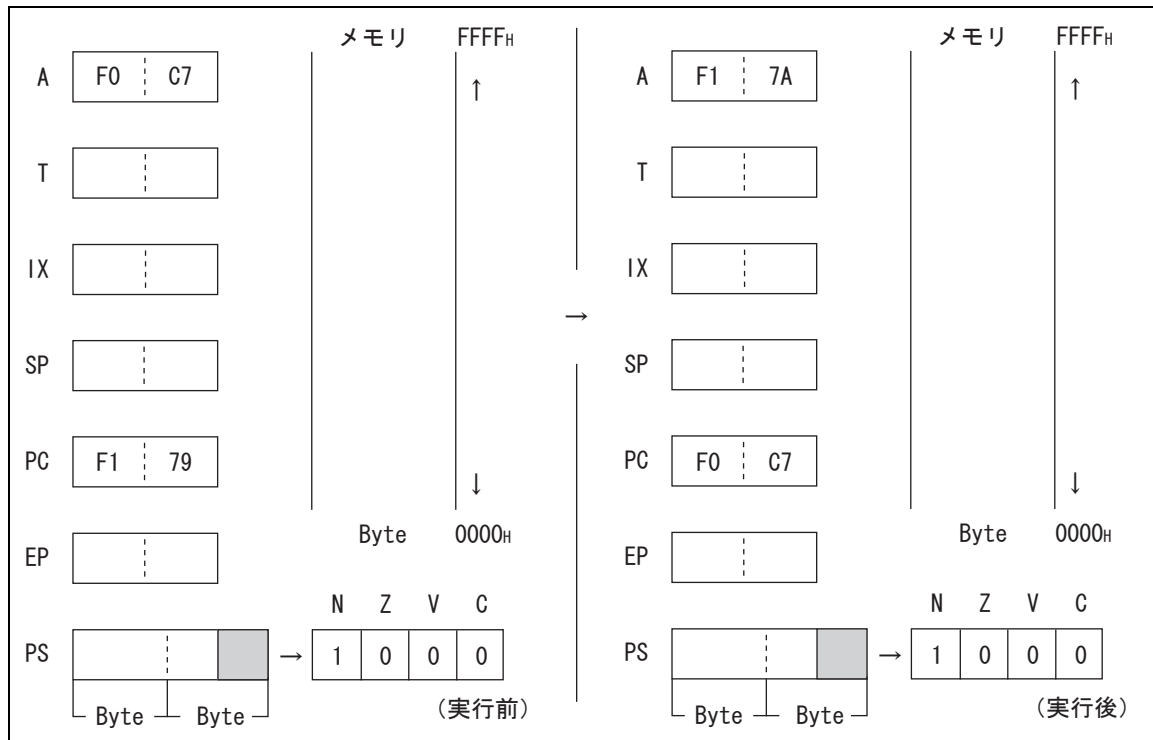 メモリ FFFFH
A F0 C7
↑
T
IX
SP
PC F1 79
↓
Byte 0000H
EP
N Z V C
PS → 1 0 0 0
Byte Byte
(実行前)
→
メモリ FFFFH
A F1 7A
↑
T
IX
SP
PC F0 C7
↓
Byte 0000H
EP
N Z V C
PS → 1 0 0 0
Byte Byte
(実行後)